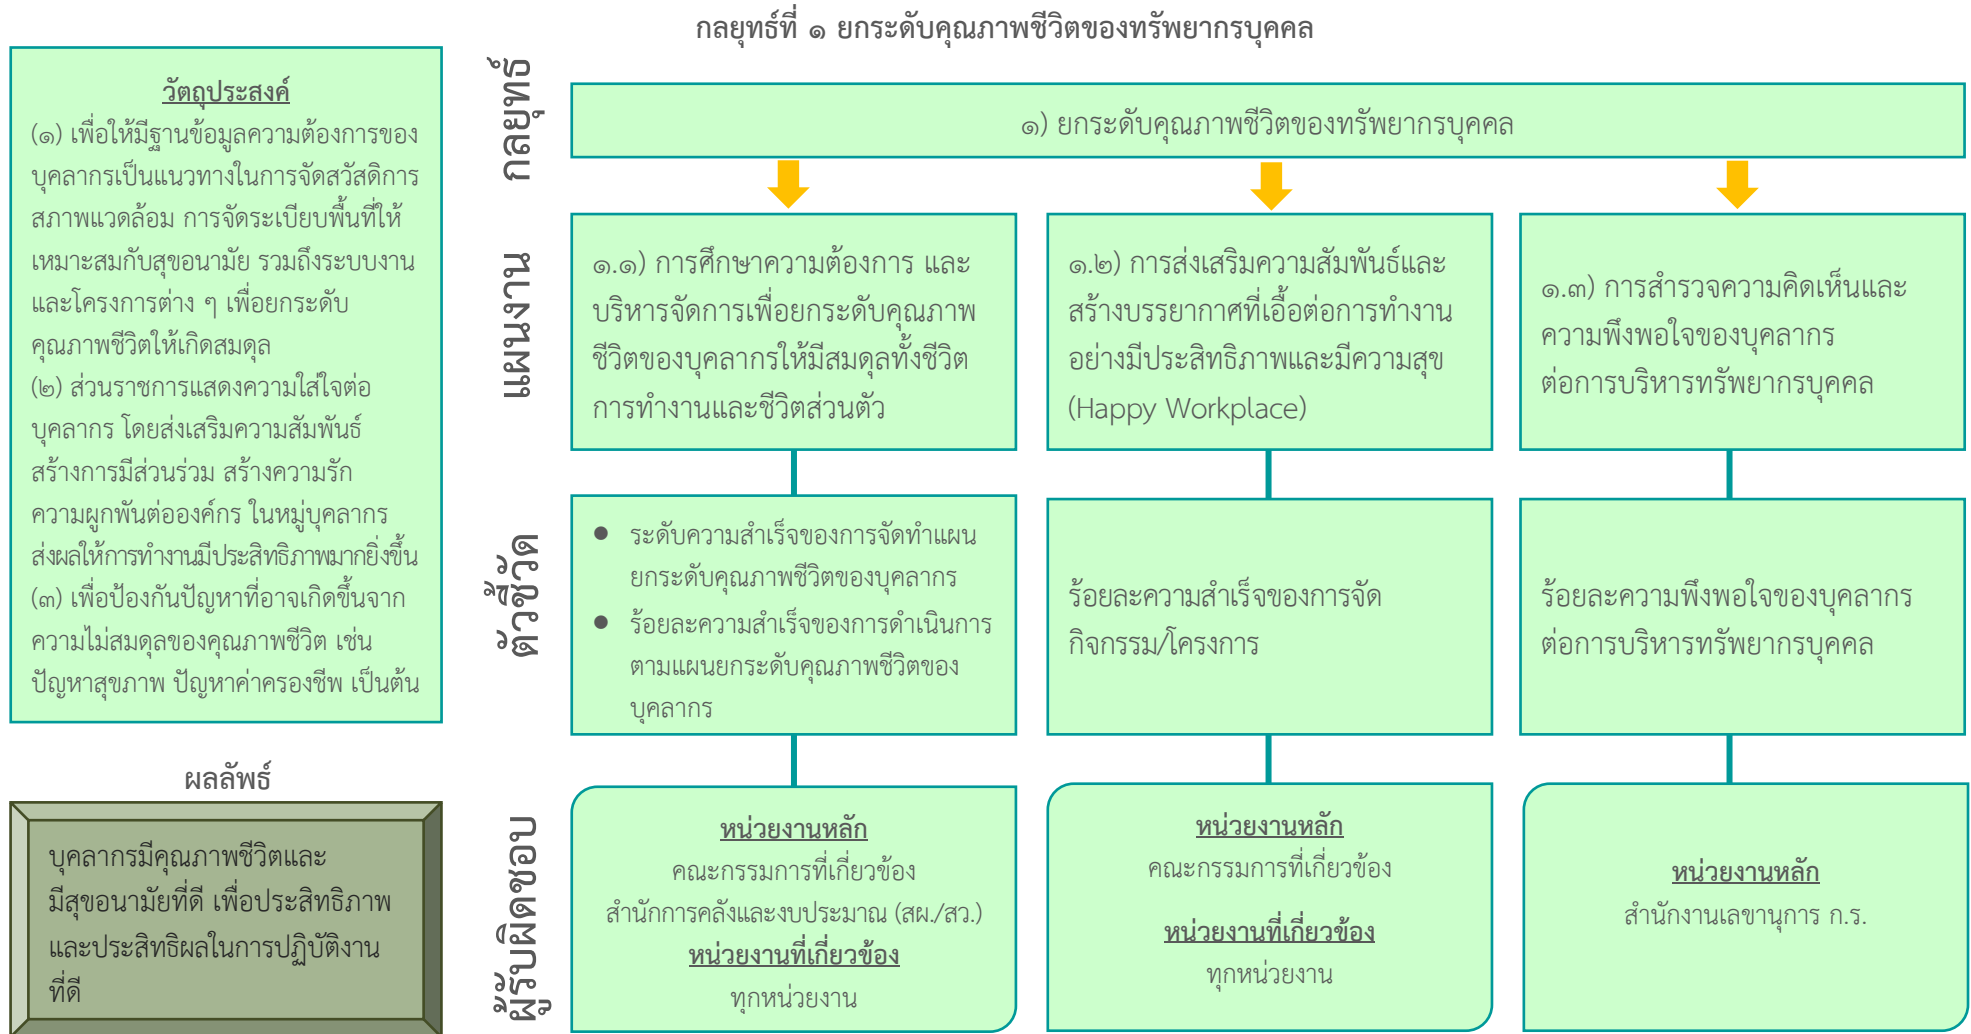 กลยุทธ์ที่ ๑ ยกระดับคุณภาพชีวิตของทรัพยากรบุคคล
วัตถุประสงค์
(๑) เพื่อให้มีฐานข้อมูลความต้องการของ
บุคลากรเป็นแนวทางในการจัดสวัสดิการ
สภาพแวดล้อม การจัดระเบียบพื้นที่ให้
เหมาะสมกับสุขอนามัย รวมถึงระบบงาน
และโครงการต่าง ๆ เพื่อยกระดับ
คุณภาพชีวิตให้เกิดสมดุล
(๒) ส่วนราชการแสดงความใส่ใจต่อ
บุคลากร โดยส่งเสริมความสัมพันธ์
สร้างการมีส่วนร่วม สร้างความรัก
ความผูกพันต่อองค์กร ในหมู่บุคลากร
ส่งผลให้การทำงานมีประสิทธิภาพมากยิ่งขึ้น
(๓) เพื่อป้องกันปัญหาที่อาจเกิดขึ้นจาก
ความไม่สมดุลของคุณภาพชีวิต เช่น
ปัญหาสุขภาพ ปัญหาค่าครองชีพ เป็นต้น
ผลลัพธ์
บุคลากรมีคุณภาพชีวิตและ
มีสุขอนามัยที่ดี เพื่อประสิทธิภาพ
และประสิทธิผลในการปฏิบัติงาน
ที่ดี
กลยุทธ์
๑) ยกระดับคุณภาพชีวิตของทรัพยากรบุคคล
แผนงาน
๑.๑) การศึกษาความต้องการ และ
บริหารจัดการเพื่อยกระดับคุณภาพ
ชีวิตของบุคลากรให้มีสมดุลทั้งชีวิต
การทำงานและชีวิตส่วนตัว
๑.๒) การส่งเสริมความสัมพันธ์และ
สร้างบรรยากาศที่เอื้อต่อการทำงาน
อย่างมีประสิทธิภาพและมีความสุข
(Happy Workplace)
๑.๓) การสำรวจความคิดเห็นและ
ความพึงพอใจของบุคลากร
ต่อการบริหารทรัพยากรบุคคล
ตัวชี้วัด
● ระดับความสำเร็จของการจัดทำแผน
ยกระดับคุณภาพชีวิตของบุคลากร
● ร้อยละความสำเร็จของการดำเนินการ
ตามแผนยกระดับคุณภาพชีวิตของ
บุคลากร
ร้อยละความสำเร็จของการจัด
กิจกรรม/โครงการ
ร้อยละความพึงพอใจของบุคลากร
ต่อการบริหารทรัพยากรบุคคล
ผู้รับผิดชอบ
หน่วยงานหลัก
คณะกรรมการที่เกี่ยวข้อง
สำนักการคลังและงบประมาณ (สผ./สว.)
หน่วยงานที่เกี่ยวข้อง
ทุกหน่วยงาน
หน่วยงานหลัก
คณะกรรมการที่เกี่ยวข้อง
หน่วยงานที่เกี่ยวข้อง
ทุกหน่วยงาน
หน่วยงานหลัก
สำนักงานเลขานุการ ก.ร.